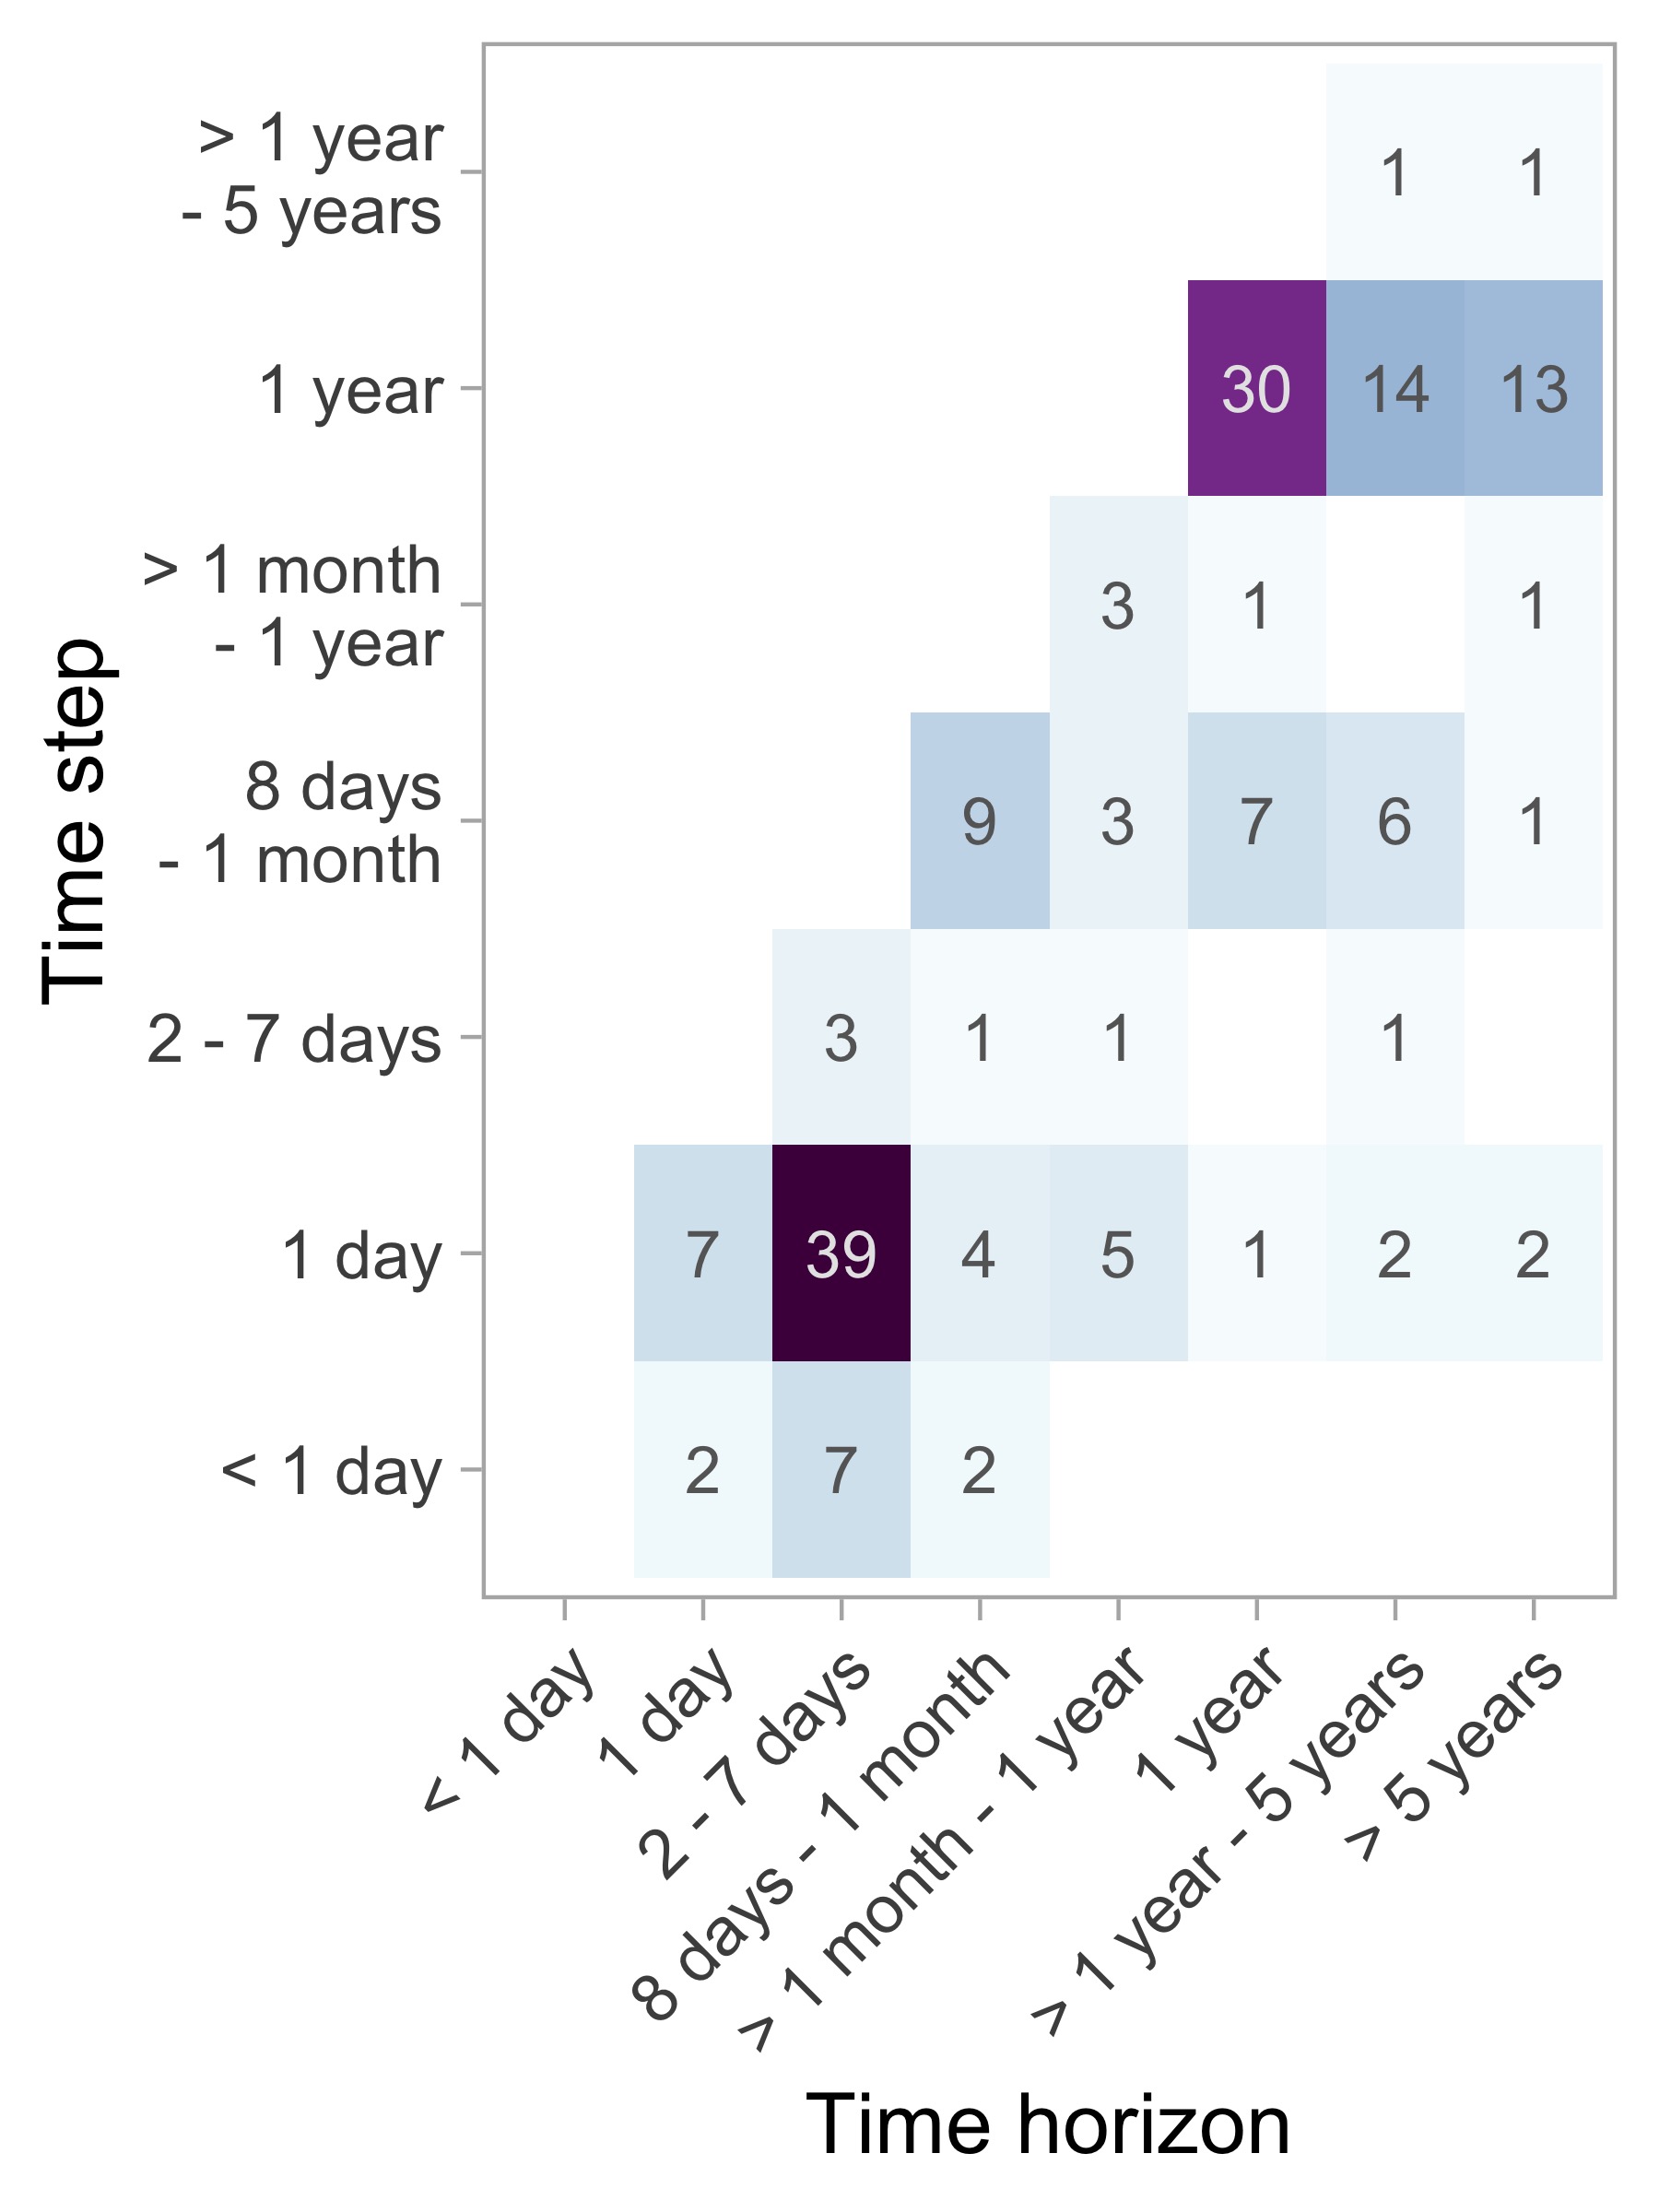 > 1 year
- 5 years
1 1
1 year
30 14 13
> 1 month
- 1 year
3 1 1
8 days
- 1 month
9 3 7 6 1
2 - 7 days
3 1 1 1
1 day
7 39 4 5 1 2 2
< 1 day
2 7 2
Time step
< 1 day
1 day
2 - 7 days
8 days - 1 month
> 1 month - 1 year
1 year
> 1 year - 5 years
> 5 years
Time horizon